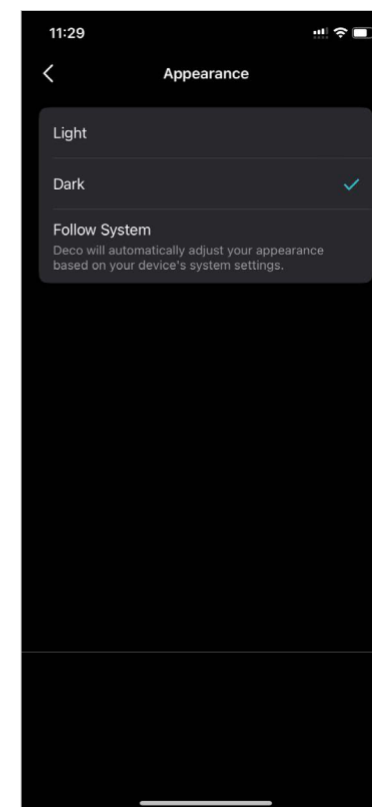 11:29
Appearance
Light
Dark
Follow System
Deco will automatically adjust your appearance
based on your device's system settings.